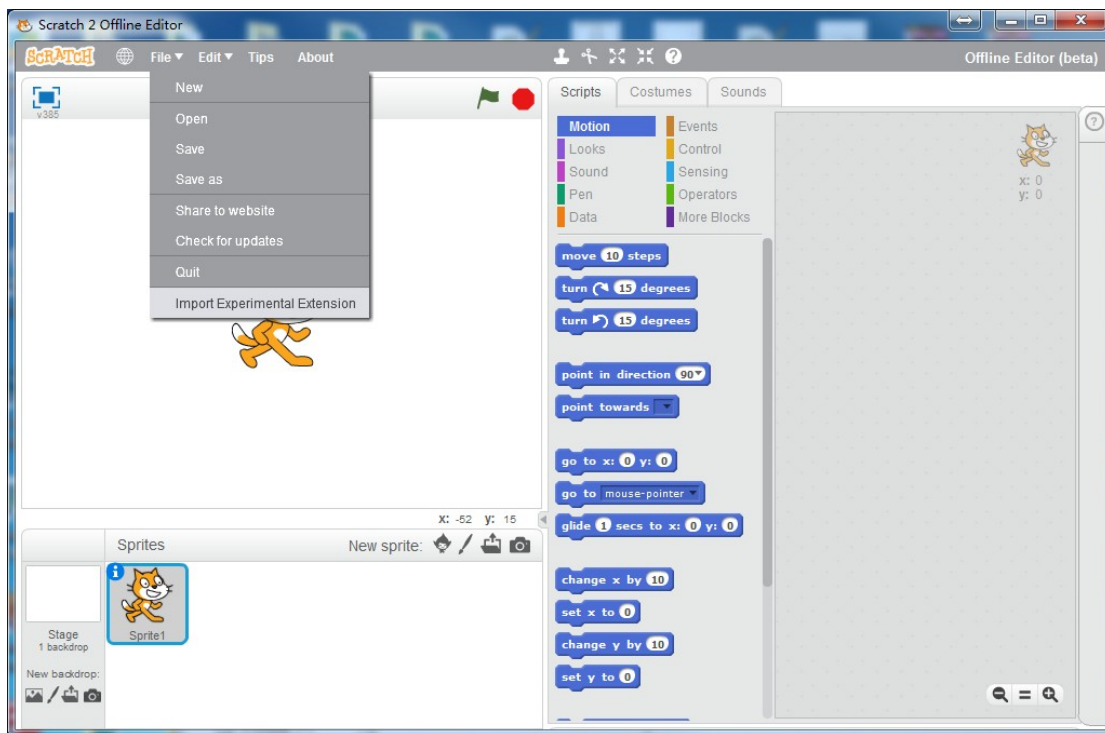 Scratch 2 Offline Editor
SCRATCH File Edit Tips About Offline Editor (beta)
v385
New
Open
Save
Save as
Share to website
Check for updates
Quit
Import Experimental Extension
X: -52 y: 15
Sprites New sprite:
Sprite1
Stage
1 backdrop
New backdrop:
Scripts Costumes Sounds
Motion Events
Looks Control
Sound Sensing
Pen Operators
Data More Blocks
move 10 steps
turn 15 degrees
turn 15 degrees
point in direction 90
point towards
go to x: 0 y: 0
go to mouse-pointer
glide 1 secs to x: 0 y: 0
change x by 10
set x to 0
change y by 10
set y to 0
x: 0
y: 0